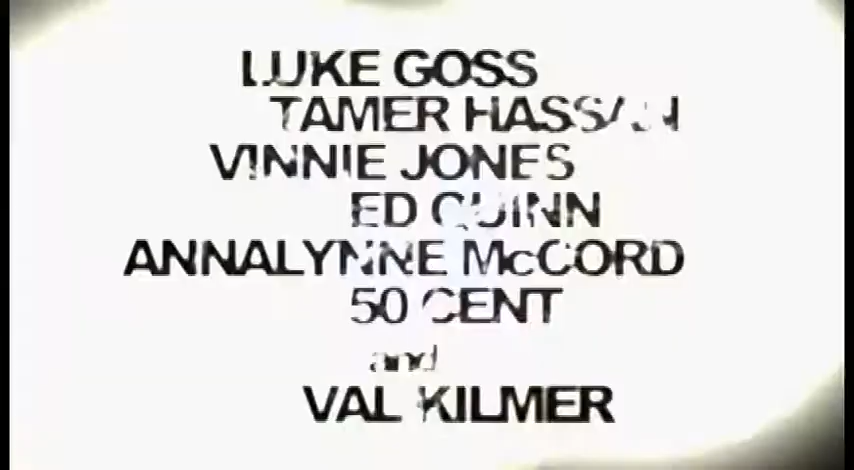 LUKE GOSS
TAMER HASSAN
VINNIE JONES
ED QUINN
ANNALYNNE McCORD
50 CENT
and
VAL KILMER